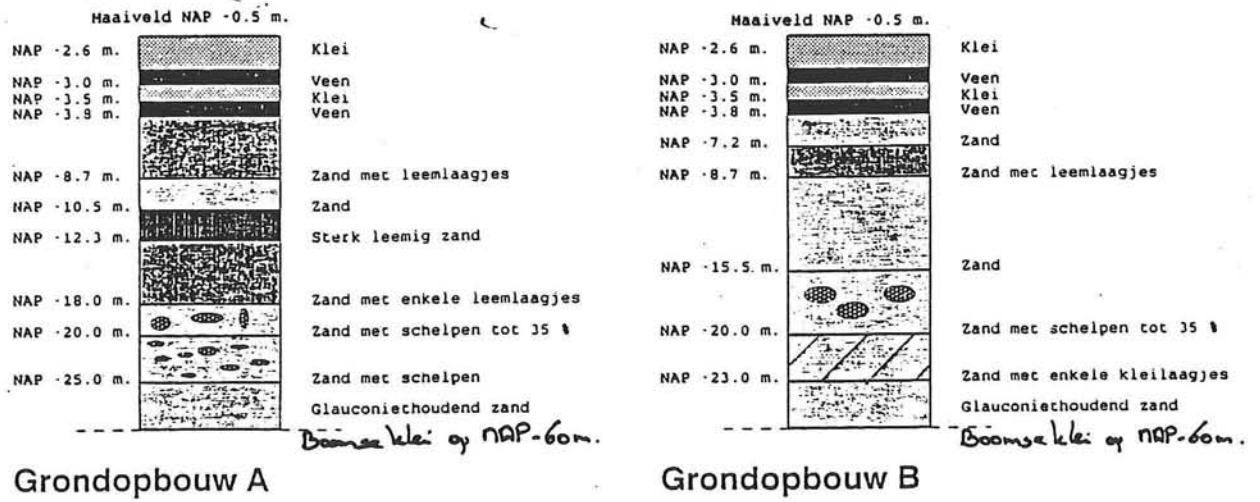 Maaiveld NAP -0.5 m.
NAP -2.6 m. Klei
NAP -3.0 m. Veen
NAP -3.5 m. Klei
NAP -3.8 m. Veen
NAP -8.7 m. Zand met leemlaagjes
NAP -10.5 m. Zand
NAP -12.3 m. Sterk leemig zand
NAP -18.0 m. Zand met enkele leemlaagjes
NAP -20.0 m. Zand met schelpen tot 35 %
NAP -25.0 m. Zand met schelpen
Glauconiethoudend zand
Boomse klei op NAP-60m.
Grondopbouw A
Maaiveld NAP -0.5 m.
NAP -2.6 m. Klei
NAP -3.0 m. Veen
NAP -3.5 m. Klei
NAP -3.8 m. Veen
NAP -7.2 m. Zand
NAP -8.7 m. Zand met leemlaagjes
NAP -15.5 m. Zand
NAP -20.0 m. Zand met schelpen tot 35 %
NAP -23.0 m. Zand met enkele kleilaagjes
Glauconiethoudend zand
Boomse klei op NAP-60m.
Grondopbouw B